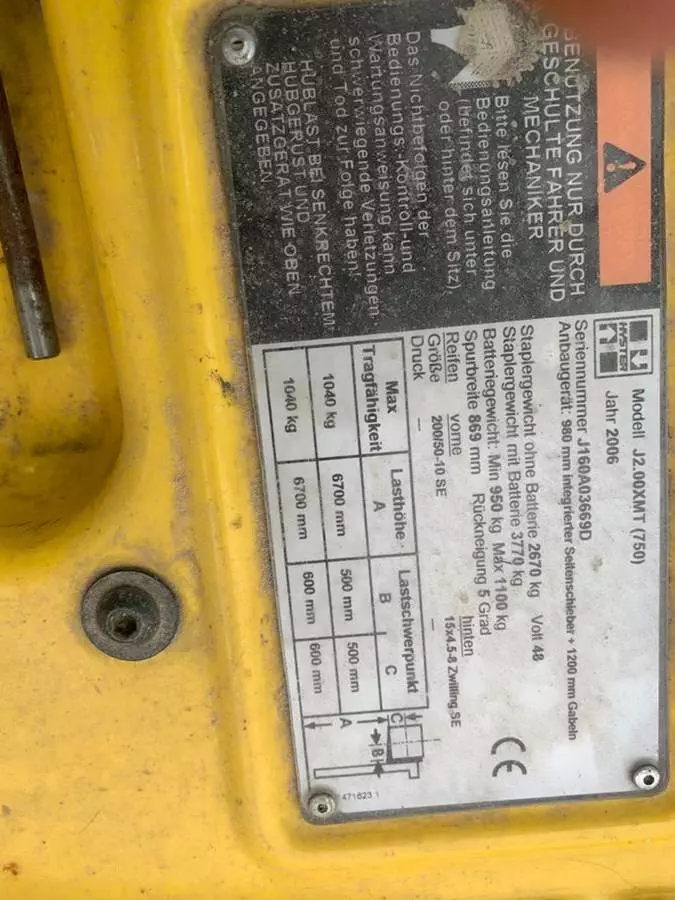 BENUTZUNG NUR DURCH
GESCHULTE FAHRER UND
MECHANIKER
Bitte lesen Sie die
Bedienungsanleitung
(befindet sich unter
oder hinter dem Sitz)
Das Nichtbefolgen der
Bedienungs-,Kontroll-und
Wartungsanweisung kann
schwerwiegende Verletzungen
und Tod zur Folge haben!
HUBLAST BEI SENKRECHTEM
HUBGERÜST UND
ZUSATZGERÄT WIE OBEN
ANGEGEBEN
HYSTER
Modell J2.00XMT (750)
Jahr 2006
Seriennummer J160A03669D
Anbaugerät: 980 mm integrierter Seitenschieber + 1200 mm Gabeln
Staplergewicht ohne Batterie 2670 kg Volt 48
Staplergewicht mit Batterie 3770 kg
Batteriegewicht: Min 950 kg Max 1100 kg
Spurbreite 869 mm Rückneigung 5 Grad
Reifen vorne hinten
Größe 200/50-10 SE 15x4.5-8 Zwilling,SE
Druck — —
CE
Max Tragfähigkeit Lasthöhe A Lastschwerpunkt B C
1040 kg 6700 mm 500 mm 500 mm
1040 kg 6700 mm 600 mm 600 mm
C
B
A
471623 1